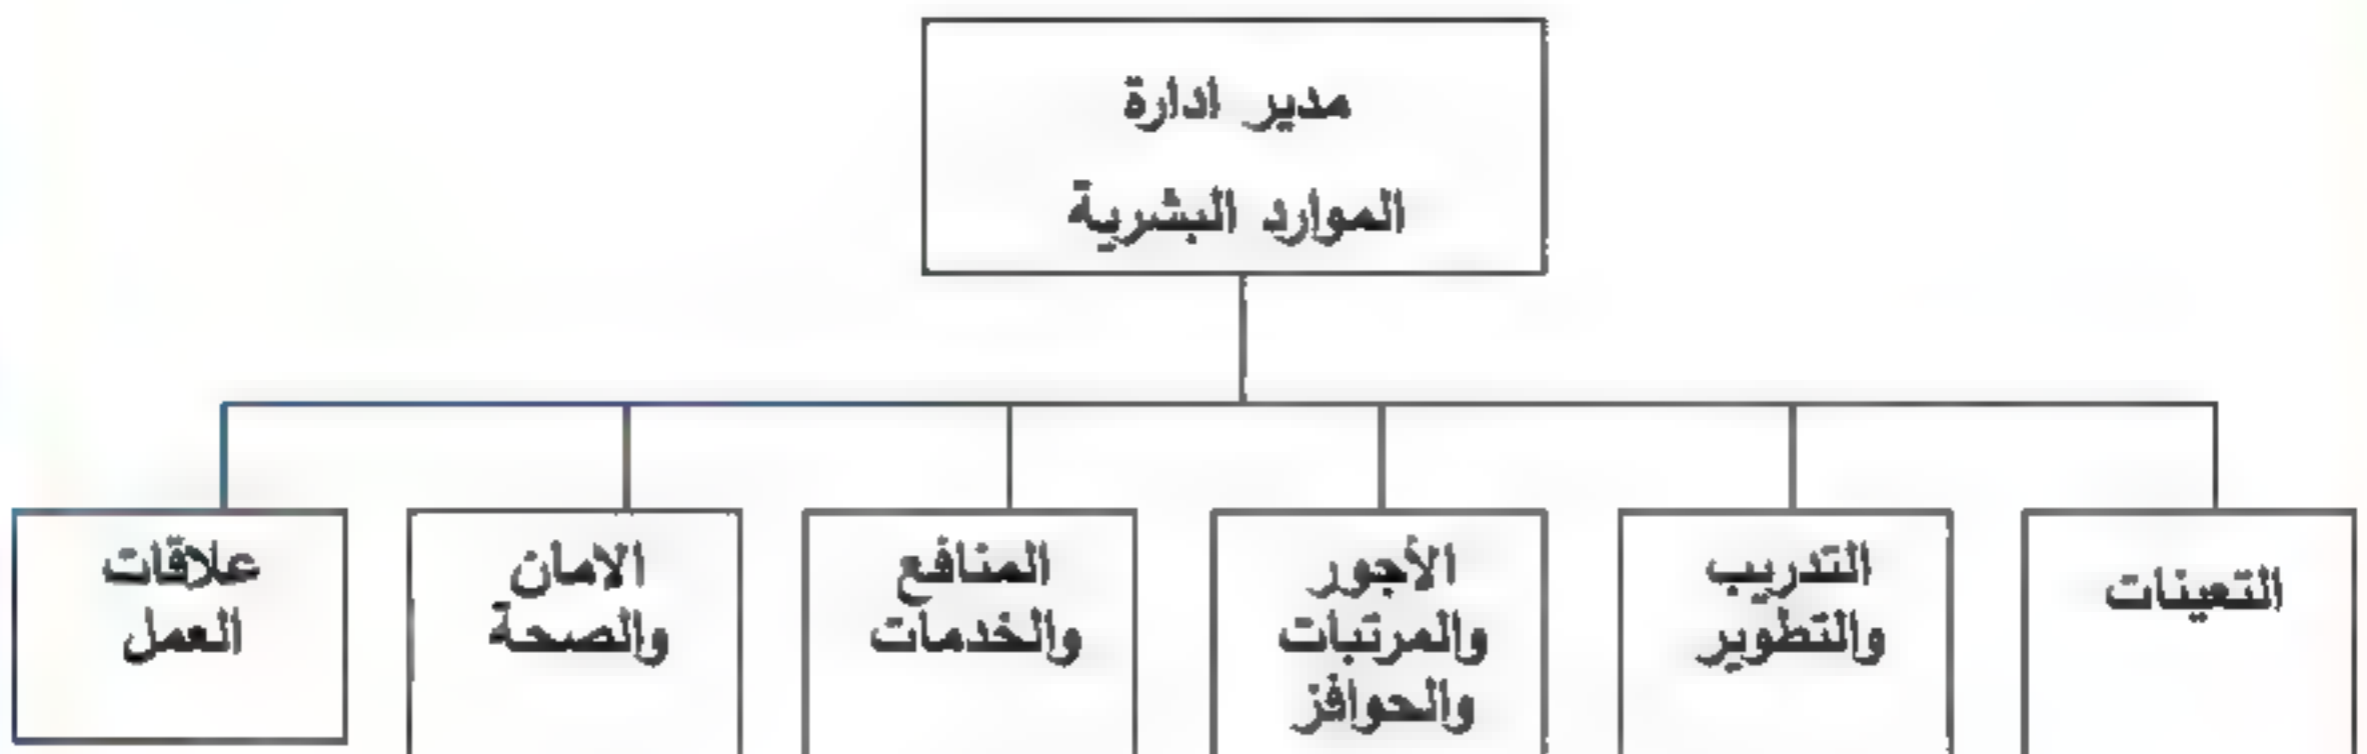 مدير ادارة
الموارد البشرية
التعينات
التدريب
والتطوير
الأجور
والمرتبات
والحوافز
المنافع
والخدمات
الامان
والصحة
علاقات
العمل